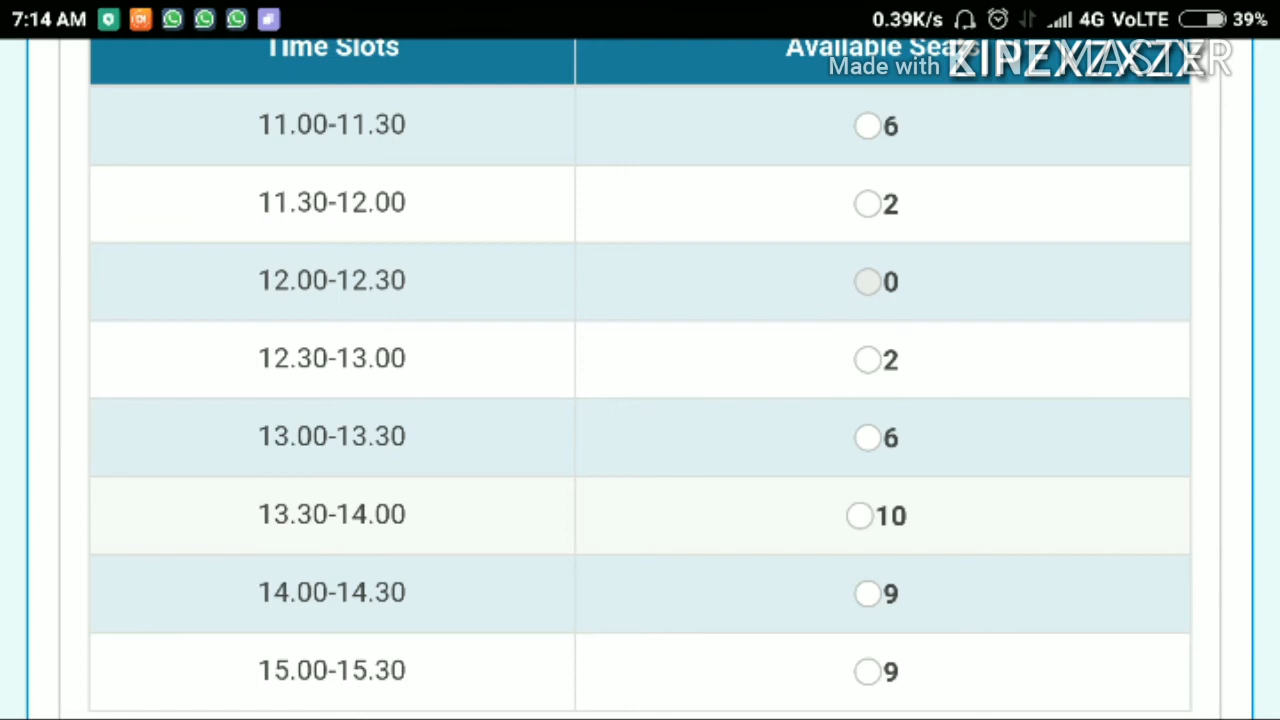 7:14 AM 0.39K/s 4G VoLTE 39%
Time Slots Available Seats
Made with KINEMASTER
11.00-11.30 6
11.30-12.00 2
12.00-12.30 0
12.30-13.00 2
13.00-13.30 6
13.30-14.00 10
14.00-14.30 9
15.00-15.30 9